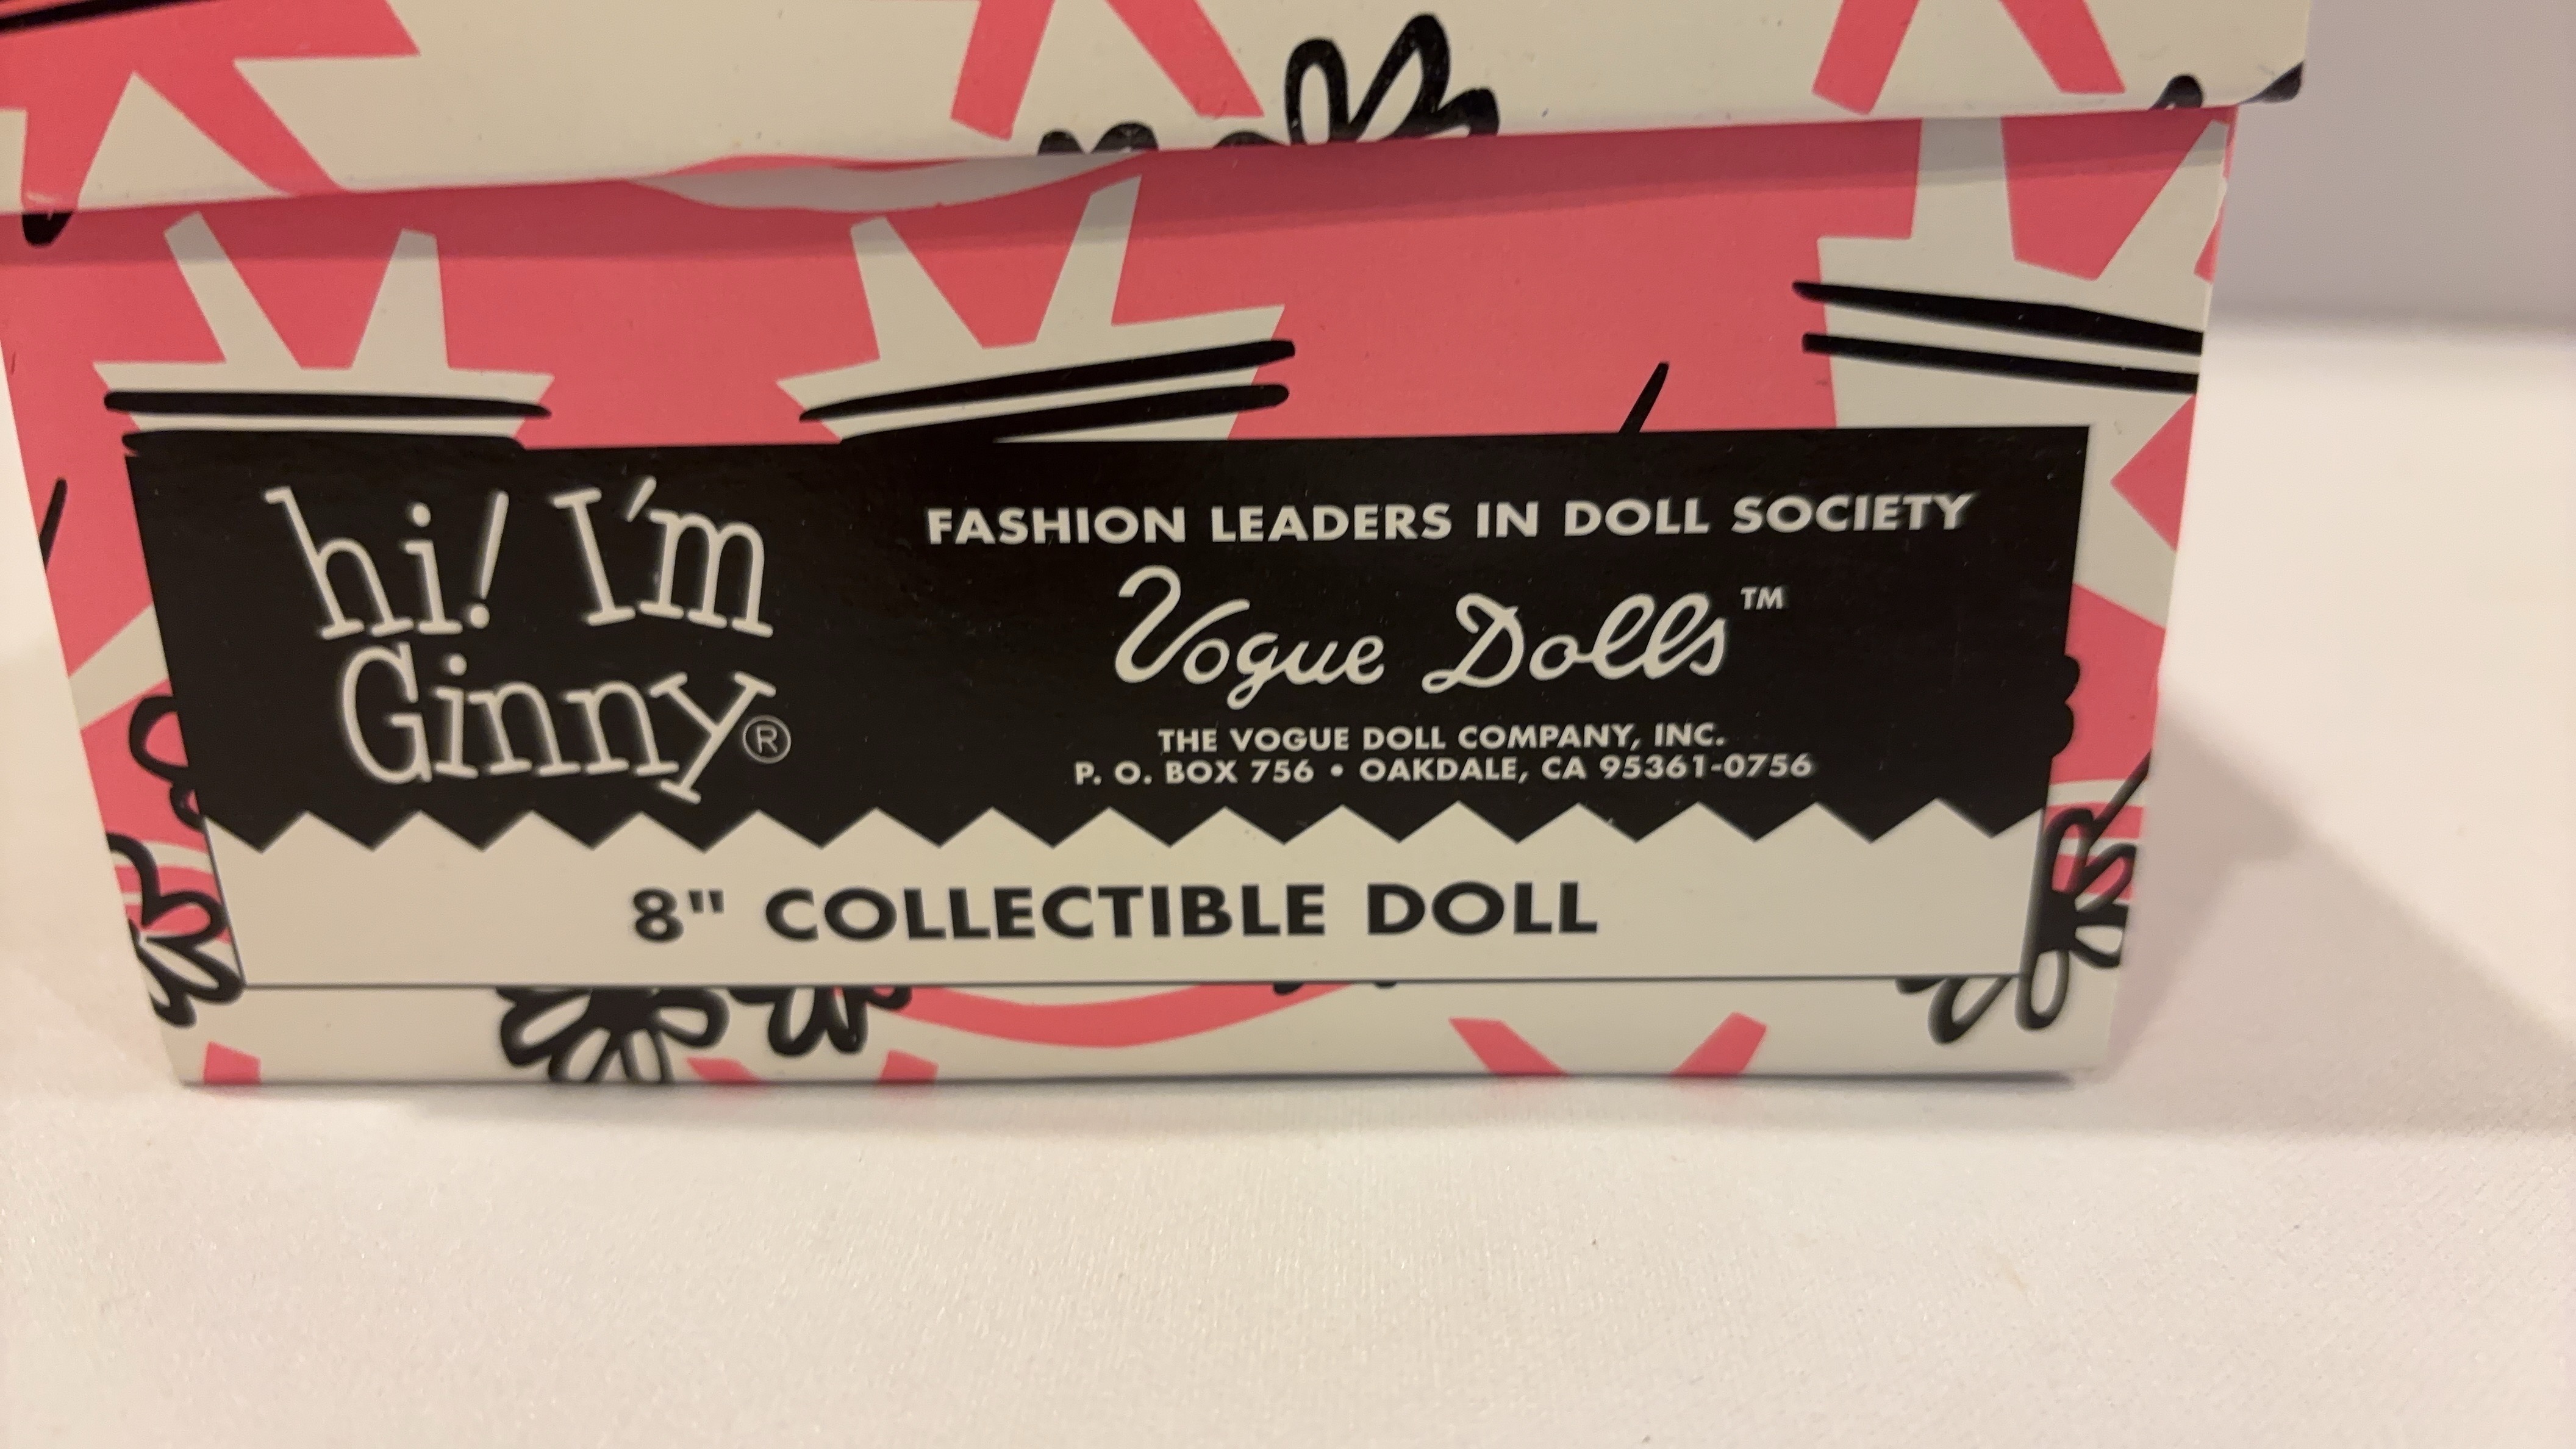 hi! I'm
Ginny®
FASHION LEADERS IN DOLL SOCIETY
Vogue Dolls™
THE VOGUE DOLL COMPANY, INC.
P. O. BOX 756 • OAKDALE, CA 95361-0756
8" COLLECTIBLE DOLL